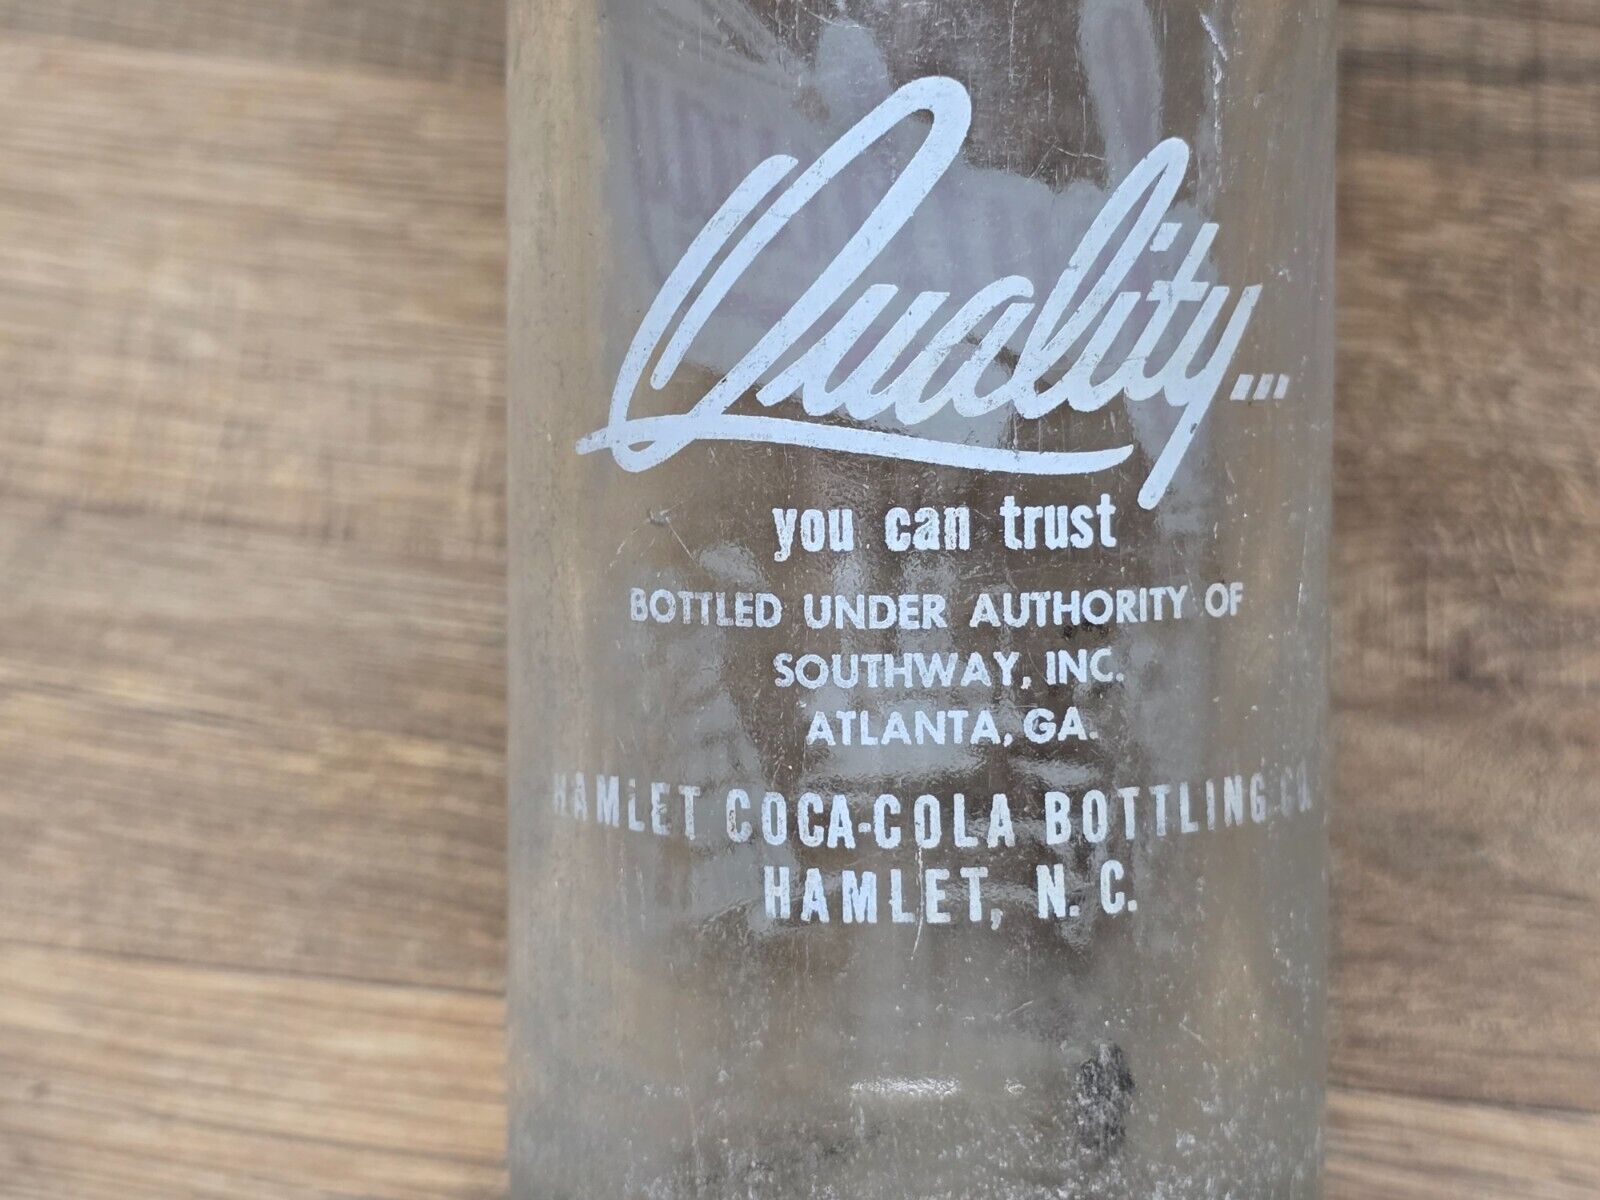 Quality...
you can trust
BOTTLED UNDER AUTHORITY OF
SOUTHWAY, INC.
ATLANTA, GA.
HAMLET COCA-COLA BOTTLING CO.
HAMLET, N. C.